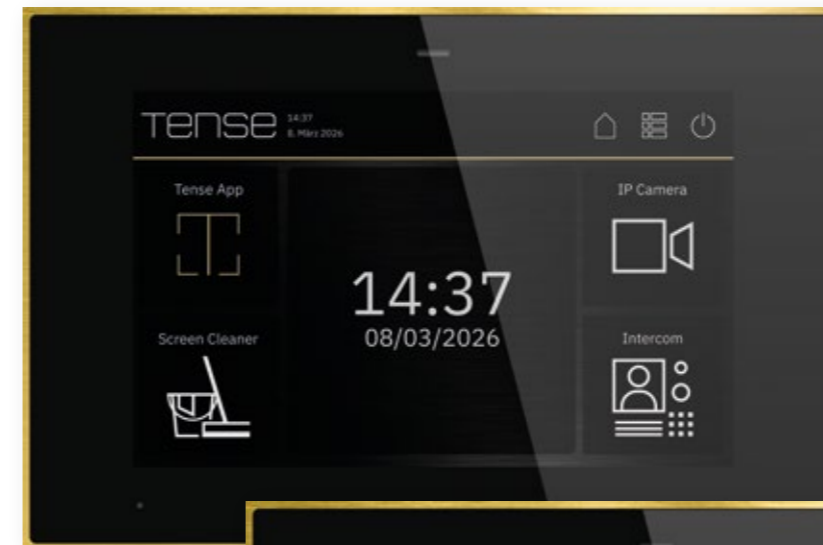 Tense
14:37
8. März 2026
Tense App
IP Camera
14:37
08/03/2026
Screen Cleaner
Intercom